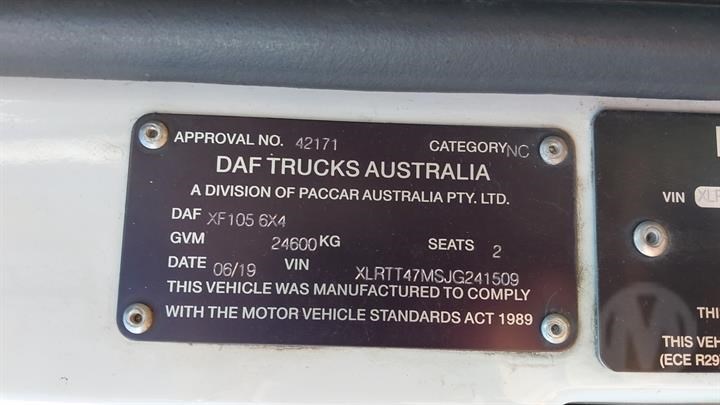 APPROVAL NO. 42171 CATEGORY NC
DAF TRUCKS AUSTRALIA
A DIVISION OF PACCAR AUSTRALIA PTY. LTD.
DAF XF105 6X4
GVM 24600 KG SEATS 2
DATE 06/19 VIN XLRTT47MSJG241509
THIS VEHICLE WAS MANUFACTURED TO COMPLY
WITH THE MOTOR VEHICLE STANDARDS ACT 1989
VIN XLR
THI
THIS VEH
(ECE R29